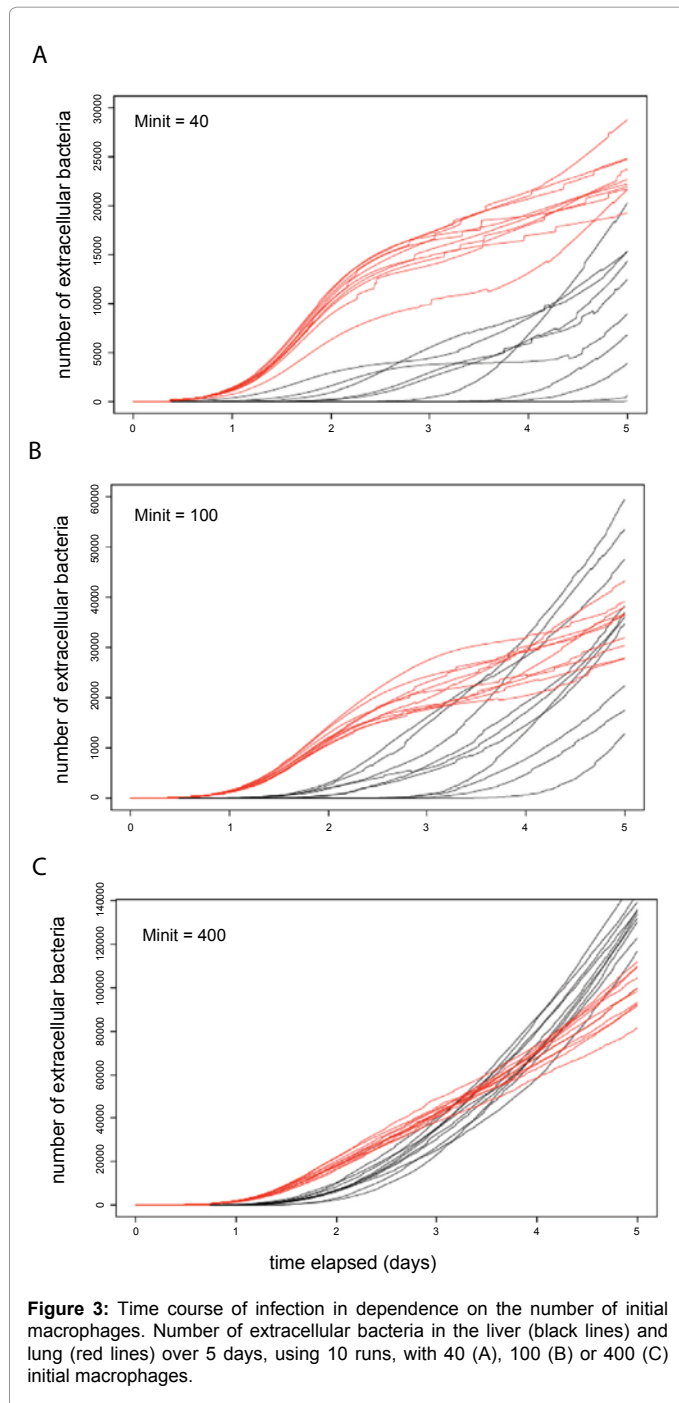 A
Minit = 40
number of extracellular bacteria
30000
25000
20000
15000
10000
5000
0
0 1 2 3 4 5
B
Minit = 100
number of extracellular bacteria
60000
50000
40000
30000
20000
1000
0
0 1 2 3 4 5
C
Minit = 400
number of extracellular bacteria
140000
120000
100000
80000
60000
40000
20000
0
0 1 2 3 4 5
time elapsed (days)
Figure 3: Time course of infection in dependence on the number of initial
macrophages. Number of extracellular bacteria in the liver (black lines) and
lung (red lines) over 5 days, using 10 runs, with 40 (A), 100 (B) or 400 (C)
initial macrophages.